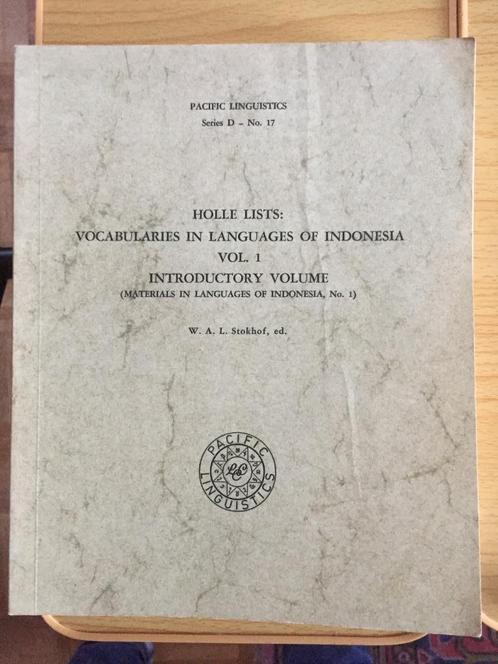 PACIFIC LINGUISTICS
Series D – No. 17
HOLLE LISTS:
VOCABULARIES IN LANGUAGES OF INDONESIA
VOL. 1
INTRODUCTORY VOLUME
(MATERIALS IN LANGUAGES OF INDONESIA, No. 1)
W. A. L. Stokhof, ed.
PACIFIC
LINGUISTICS